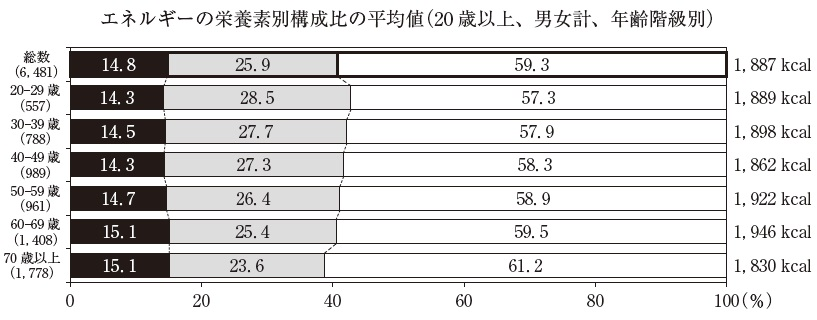 エネルギーの栄養素別構成比の平均値(20歳以上、男女計、年齢階級別)
総数
(6,481)
14.8 25.9 59.3 1,887 kcal
20-29歳
(557)
14.3 28.5 57.3 1,889 kcal
30-39歳
(788)
14.5 27.7 57.9 1,898 kcal
40-49歳
(989)
14.3 27.3 58.3 1,862 kcal
50-59歳
(961)
14.7 26.4 58.9 1,922 kcal
60-69歳
(1,408)
15.1 25.4 59.5 1,946 kcal
70歳以上
(1,778)
15.1 23.6 61.2 1,830 kcal
0 20 40 60 80 100(%)